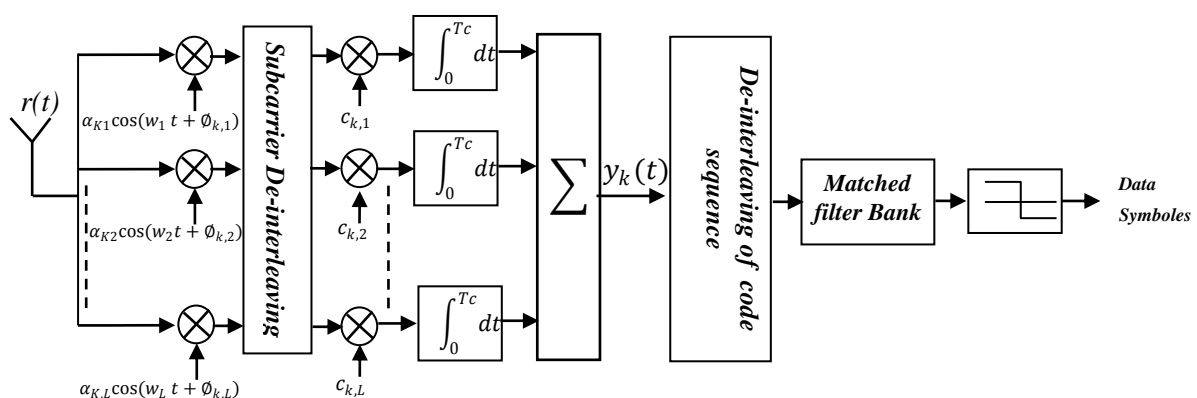 r(t)
α_{K1}cos(w_1 t + ∅_{k,1})
α_{K2}cos(w_2 t + ∅_{k,2})
α_{K,L}cos(w_L t + ∅_{k,L})
Subcarrier De-interleaving
c_{k,1}
c_{k,2}
c_{k,L}
∫_0^{Tc} dt
∫_0^{Tc} dt
∫_0^{Tc} dt
∑
y_k(t)
De-interleaving of code
sequence
Matched
filter Bank
Data
Symboles